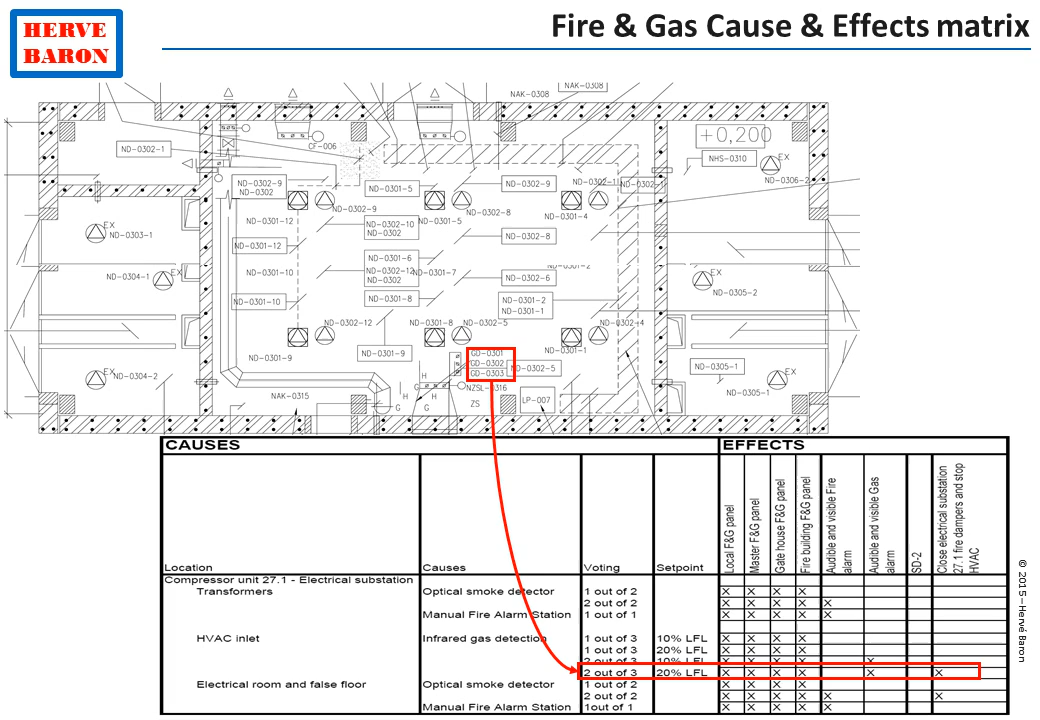 HERVE
BARON
Fire & Gas Cause & Effects matrix
NAK-0308
NAK-0308
+0,200
CF-006
ND-0302-1
NHS-0310
EX
ND-0306-2
ND-0302-9
ND-0302
ND-0301-5
ND-0302-9
ND-0302-1
ND-0302-9
ND-0302-8
ND-0301-12
ND-0302-10
ND-0302
ND-0301-5
ND-0301-4
EX
ND-0303-1
ND-0301-12
ND-0302-8
ND-0301-6
ND-0301-10
ND-0302-12
ND-0302
ND-0301-7
ND-0302-6
EX
ND-0304-1
EX
ND-0305-2
ND-0301-10
ND-0301-8
ND-0301-2
ND-0301-1
ND-0302-12
ND-0301-8
ND-0302-5
ND-0302-4
ND-0301-9
ND-0301-9
ND-0301-1
GD-0301
GD-0302
GD-0303
ND-0302-5
ND-0305-1
EX
EX
ND-0304-2
H
G
H
H
G
G
NAK-0315
ZS
LP-007
ND-0305-1
CAUSES
EFFECTS
Location
Causes
Voting
Setpoint
Local F&G panel
Master F&G panel
Gate house F&G panel
Fire building F&G panel
Audible and visible Fire
alarm
Audible and visible Gas
alarm
SD-2
Close electrical substation
27.1 fire dampers and stop
HVAC
Compressor unit 27.1 - Electrical substation
Transformers Optical smoke detector 1 out of 2 X X X X
2 out of 2 X X X X X
Manual Fire Alarm Station 1 out of 1 X X X X X
HVAC inlet Infrared gas detection 1 out of 3 10% LFL X X X X
1 out of 3 20% LFL X X X X
2 out of 3 10% LFL X X X X X
2 out of 3 20% LFL X X X X X X
Electrical room and false floor Optical smoke detector 1 out of 2 X X X X
2 out of 2 X X X X X X
Manual Fire Alarm Station 1out of 1 X X X X X
© 2015 – Hervé Baron